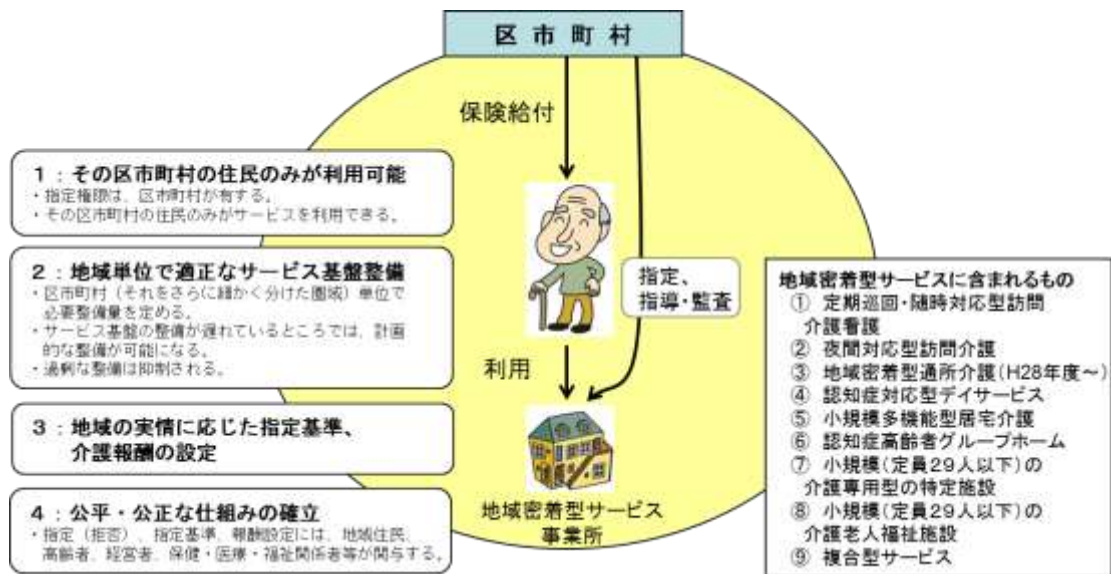 区市町村
保険給付
1：その区市町村の住民のみが利用可能
・指定権限は、区市町村が有する。
・その区市町村の住民のみがサービスを利用できる。
2：地域単位で適正なサービス基盤整備
・区市町村（それをさらに細かく分けた圏域）単位で
必要整備量を定める。
・サービス基盤の整備が遅れているところでは、計画
的な整備が可能になる。
・過剰な整備は抑制される。
3：地域の実情に応じた指定基準、
介護報酬の設定
4：公平・公正な仕組みの確立
・指定（拒否）、指定基準、報酬設定には、地域住民、
高齢者、経営者、保健・医療・福祉関係者等が関与する。
指定、
指導・監査
利用
地域密着型サービス
事業所
地域密着型サービスに含まれるもの
① 定期巡回・随時対応型訪問
介護看護
② 夜間対応型訪問介護
③ 地域密着型通所介護（H28年度～）
④ 認知症対応型デイサービス
⑤ 小規模多機能型居宅介護
⑥ 認知症高齢者グループホーム
⑦ 小規模（定員29人以下）の
介護専用型の特定施設
⑧ 小規模（定員29人以下）の
介護老人福祉施設
⑨ 複合型サービス